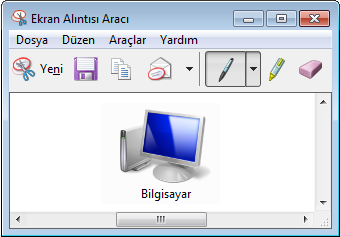 Ekran Alıntısı Aracı
Dosya Düzen Araçlar Yardım
Yeni
Bilgisayar